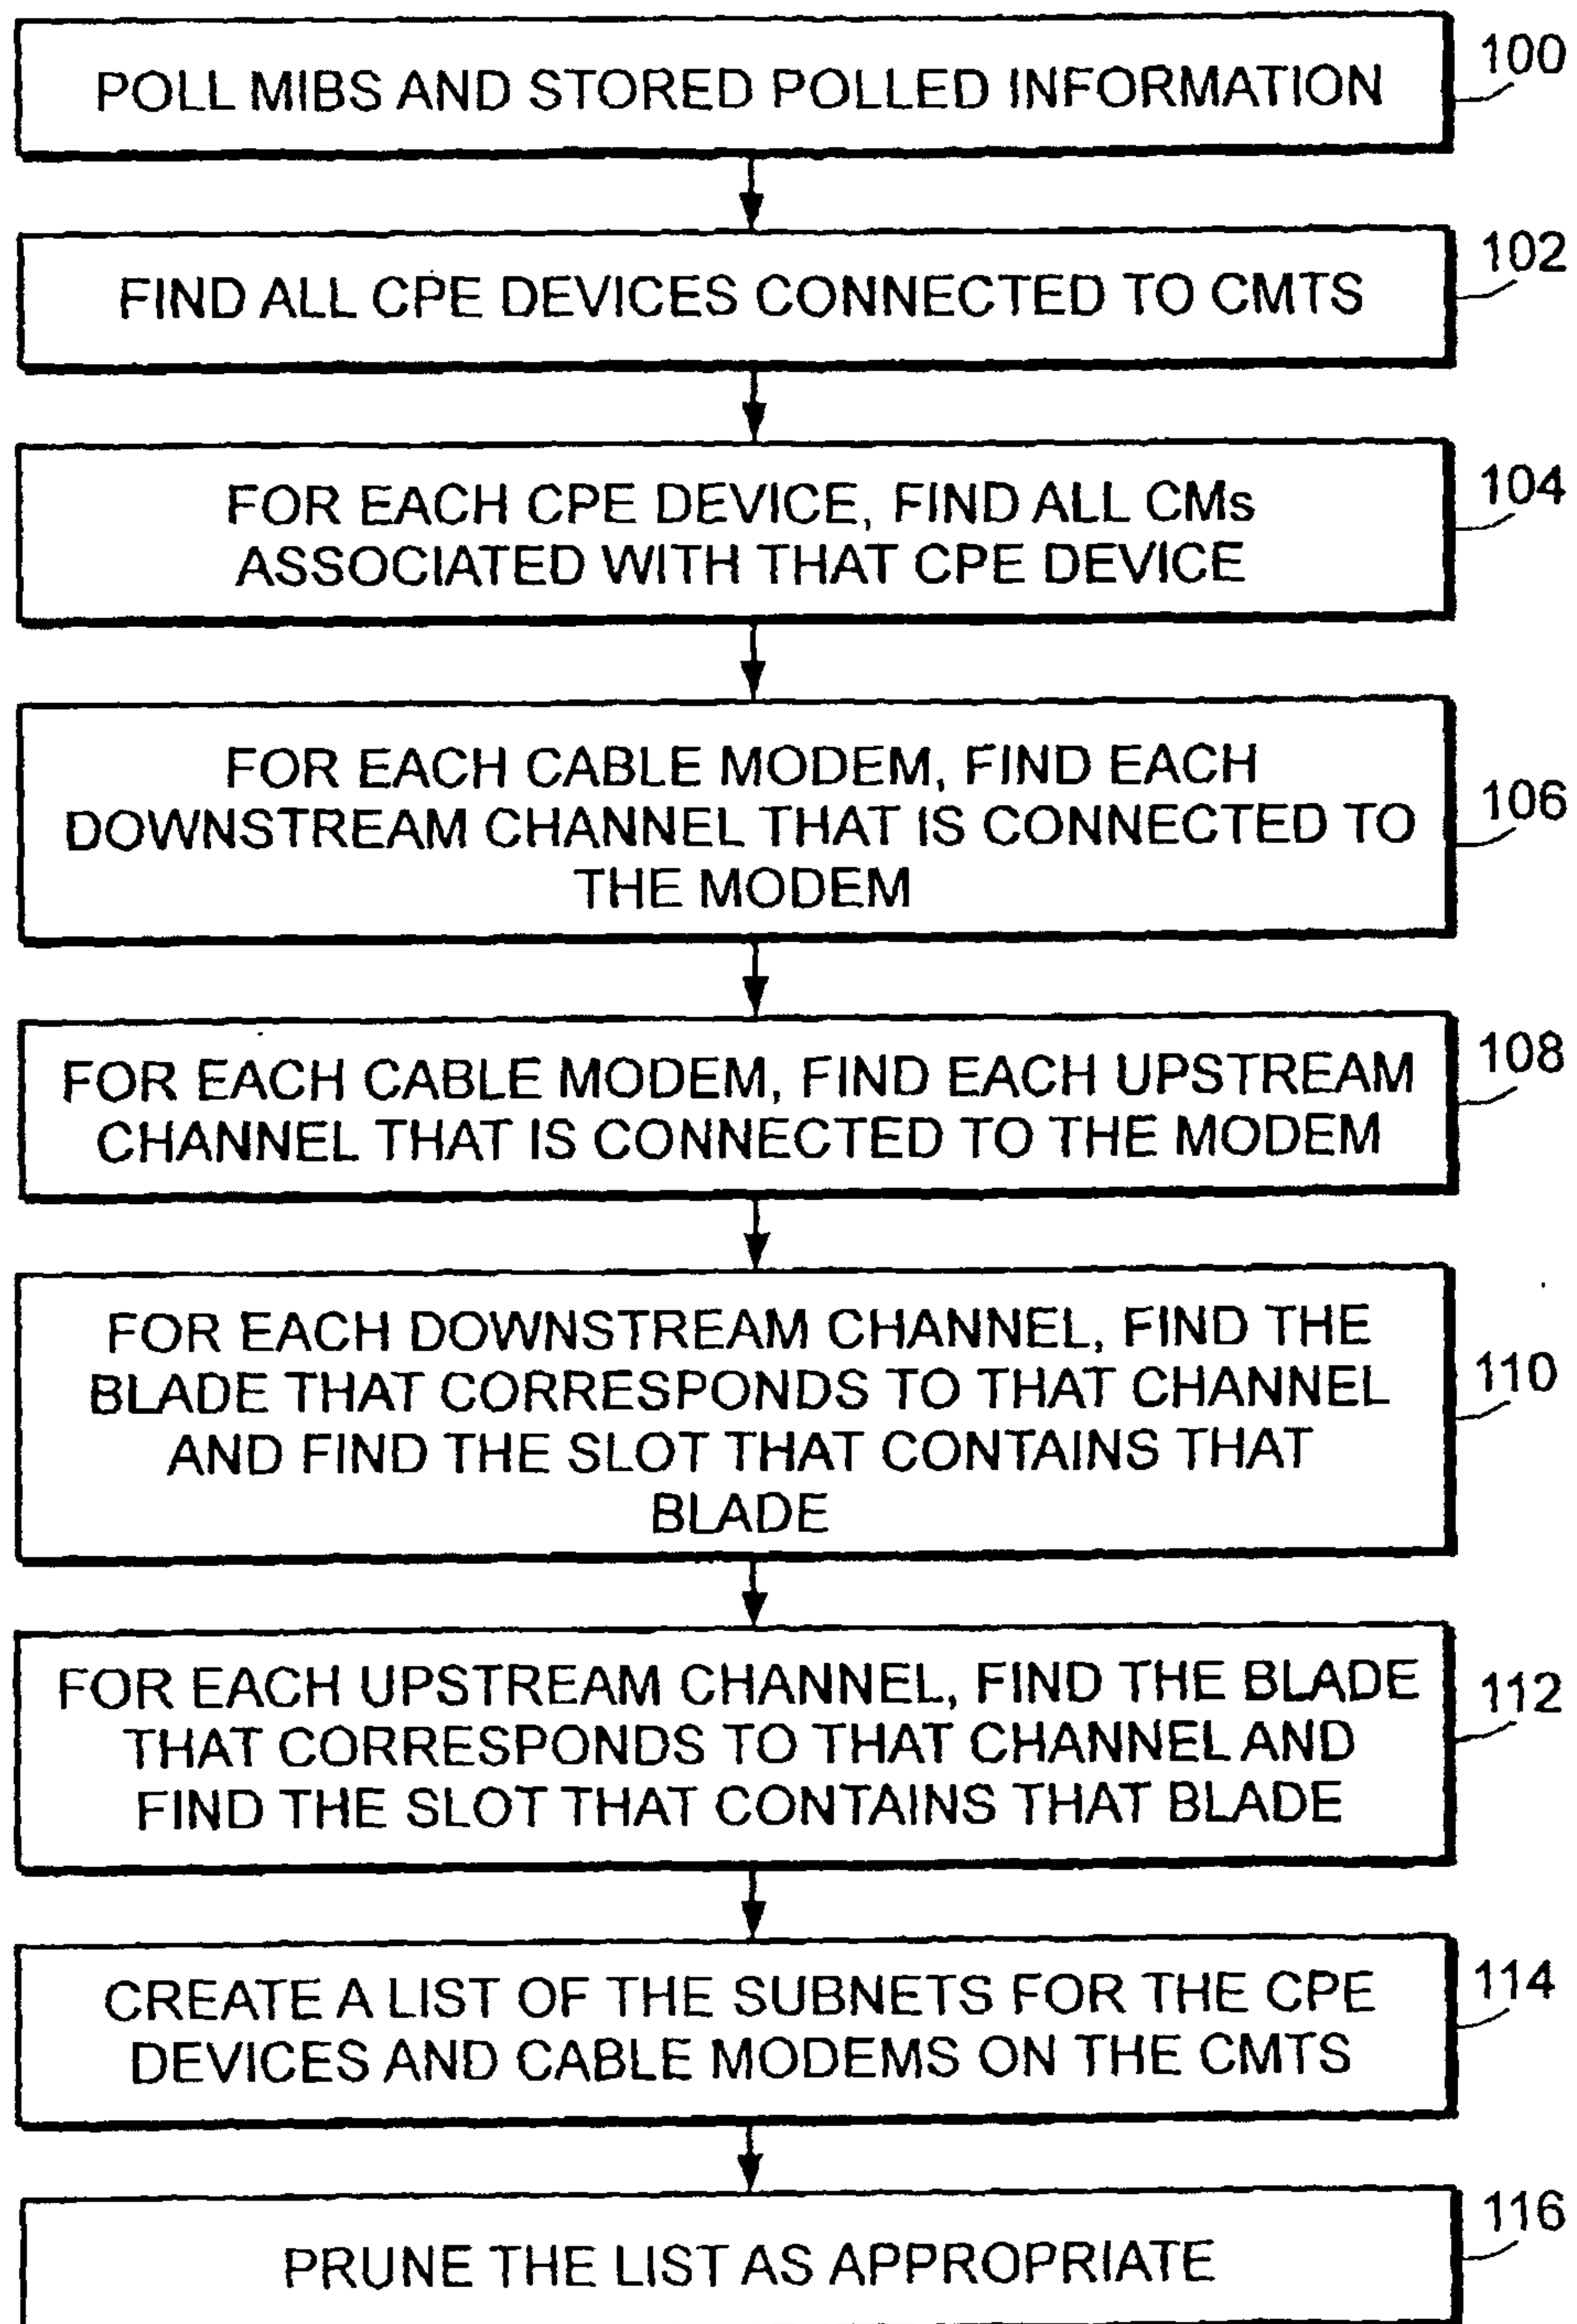 POLL MIBS AND STORED POLLED INFORMATION
100
FIND ALL CPE DEVICES CONNECTED TO CMTS
102
FOR EACH CPE DEVICE, FIND ALL CMs
ASSOCIATED WITH THAT CPE DEVICE
104
FOR EACH CABLE MODEM, FIND EACH
DOWNSTREAM CHANNEL THAT IS CONNECTED TO
THE MODEM
106
FOR EACH CABLE MODEM, FIND EACH UPSTREAM
CHANNEL THAT IS CONNECTED TO THE MODEM
108
FOR EACH DOWNSTREAM CHANNEL, FIND THE
BLADE THAT CORRESPONDS TO THAT CHANNEL
AND FIND THE SLOT THAT CONTAINS THAT
BLADE
110
FOR EACH UPSTREAM CHANNEL, FIND THE BLADE
THAT CORRESPONDS TO THAT CHANNEL AND
FIND THE SLOT THAT CONTAINS THAT BLADE
112
CREATE A LIST OF THE SUBNETS FOR THE CPE
DEVICES AND CABLE MODEMS ON THE CMTS
114
PRUNE THE LIST AS APPROPRIATE
116